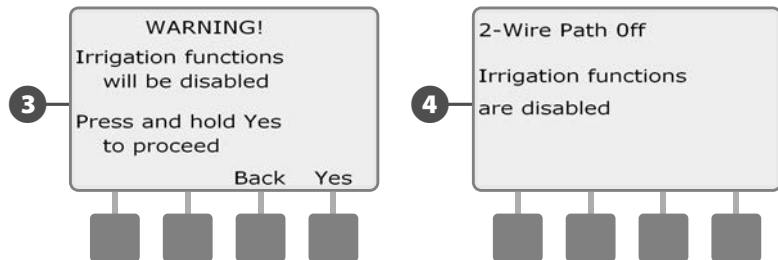 WARNING!
Irrigation functions
will be disabled
3
Press and hold Yes
to proceed
Back Yes
2-Wire Path 0ff
Irrigation functions
4
are disabled